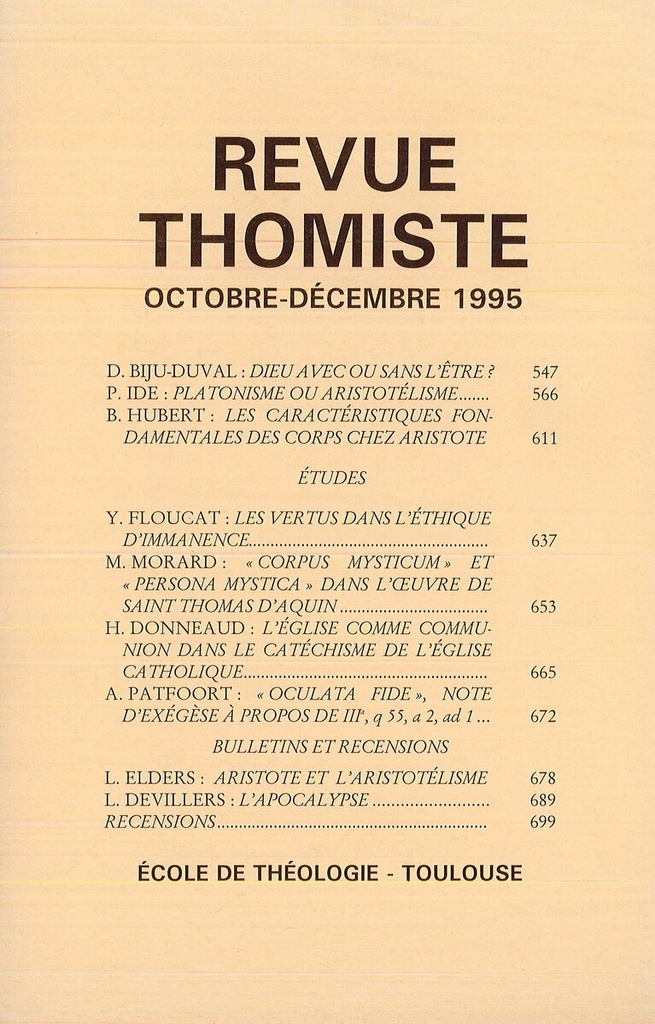 REVUE
THOMISTE
OCTOBRE-DÉCEMBRE 1995
D. BIJU-DUVAL : DIEU AVEC OU SANS L'ÊTRE ? 547
P. IDE : PLATONISME OU ARISTOTÉLISME....... 566
B. HUBERT : LES CARACTÉRISTIQUES FON-
DAMENTALES DES CORPS CHEZ ARISTOTE 611
ÉTUDES
Y. FLOUCAT : LES VERTUS DANS L'ÉTHIQUE
D'IMMANENCE.................................................. 637
M. MORARD : « CORPUS MYSTICUM » ET
« PERSONA MYSTICA » DANS L'ŒUVRE DE
SAINT THOMAS D'AQUIN ............................... 653
H. DONNEAUD : L'ÉGLISE COMME COMMU-
NION DANS LE CATÉCHISME DE L'ÉGLISE
CATHOLIQUE................................................... 665
A. PATFOORT : « OCULATA FIDE », NOTE
D'EXÉGÈSE À PROPOS DE IIIª, q 55, a 2, ad 1 ... 672
BULLETINS ET RECENSIONS
L. ELDERS : ARISTOTE ET L'ARISTOTÉLISME 678
L. DEVILLERS : L'APOCALYPSE ......................... 689
RECENSIONS......................................................... 699
ÉCOLE DE THÉOLOGIE - TOULOUSE